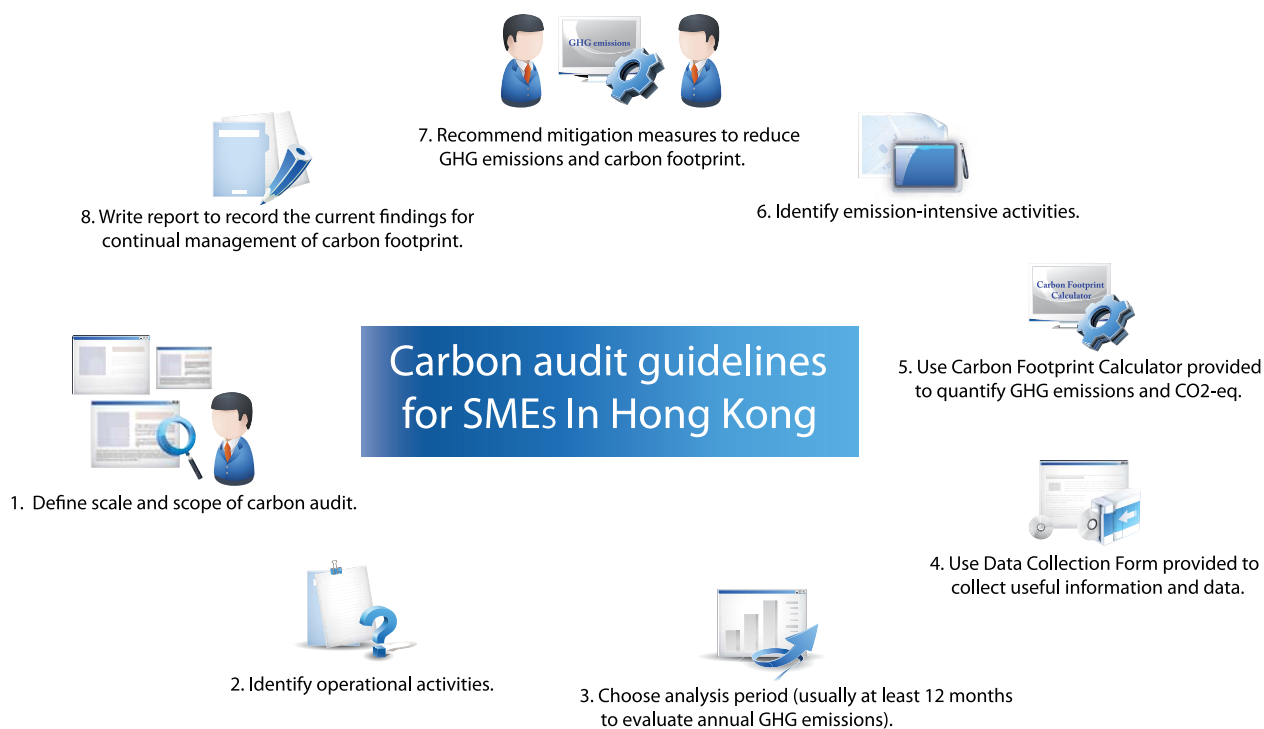 Carbon audit guidelines
for SMEs In Hong Kong
1. Define scale and scope of carbon audit.
2. Identify operational activities.
3. Choose analysis period (usually at least 12 months
to evaluate annual GHG emissions).
4. Use Data Collection Form provided to
collect useful information and data.
Carbon Footprint
Calculator
5. Use Carbon Footprint Calculator provided
to quantify GHG emissions and CO2-eq.
6. Identify emission-intensive activities.
GHG emissions
7. Recommend mitigation measures to reduce
GHG emissions and carbon footprint.
8. Write report to record the current findings for
continual management of carbon footprint.